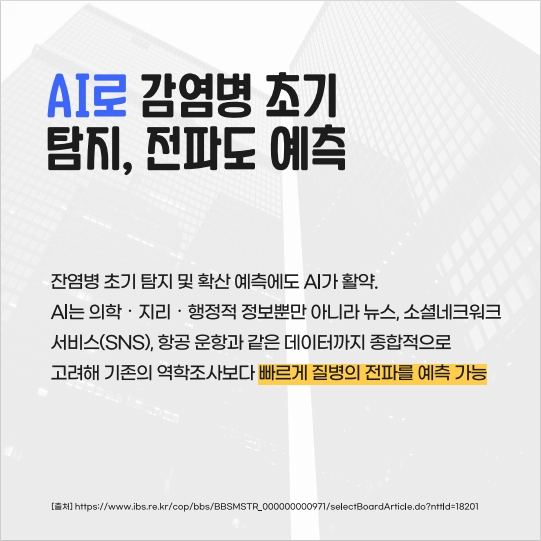 AI로 감염병 초기
탐지, 전파도 예측
잔염병 초기 탐지 및 확산 예측에도 AI가 활약.
AI는 의학 · 지리 · 행정적 정보뿐만 아니라 뉴스, 소셜네크워크
서비스(SNS), 항공 운항과 같은 데이터까지 종합적으로
고려해 기존의 역학조사보다 빠르게 질병의 전파를 예측 가능
[출처] https://www.ibs.re.kr/cop/bbs/BBSMSTR_000000000971/selectBoardArticle.do?nttId=18201